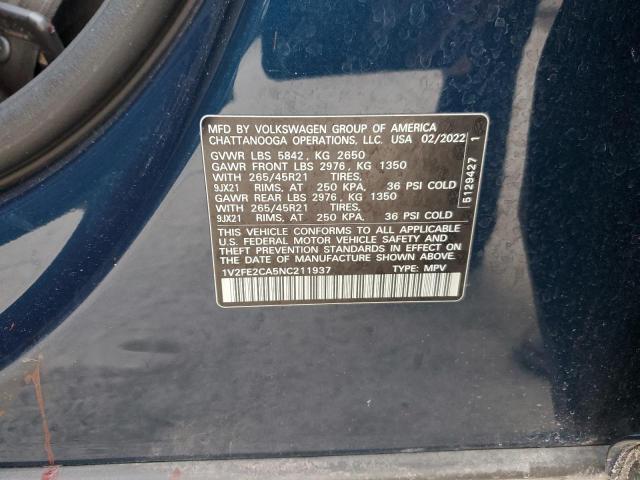 MFD BY VOLKSWAGEN GROUP OF AMERICA
CHATTANOOGA OPERATIONS, LLC. USA 02/2022
GVWR LBS 5842 , KG 2650
GAWR FRONT LBS 2976 , KG 1350
WITH 265/45R21 TIRES,
9JX21 RIMS, AT 250 KPA, 36 PSI COLD
GAWR REAR LBS 2976 , KG 1350
WITH 265/45R21 TIRES,
9JX21 RIMS, AT 250 KPA, 36 PSI COLD
THIS VEHICLE CONFORMS TO ALL APPLICABLE
U.S. FEDERAL MOTOR VEHICLE SAFETY AND
THEFT PREVENTION STANDARDS IN EFFECT ON
THE DATE OF MANUFACTURE SHOWN ABOVE.
1V2FE2CA5NC211937 TYPE: MPV
5129427 1